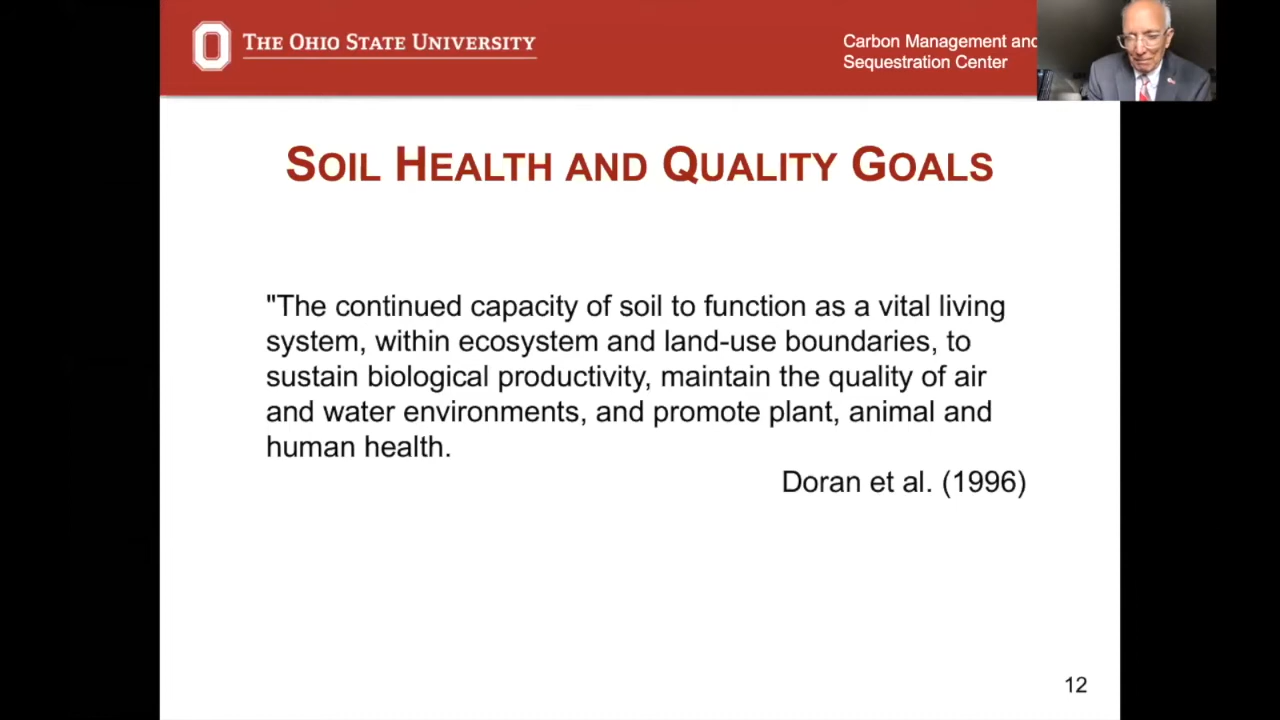 THE OHIO STATE UNIVERSITY
Carbon Management and
Sequestration Center
SOIL HEALTH AND QUALITY GOALS
"The continued capacity of soil to function as a vital living
system, within ecosystem and land-use boundaries, to
sustain biological productivity, maintain the quality of air
and water environments, and promote plant, animal and
human health.
Doran et al. (1996)
12